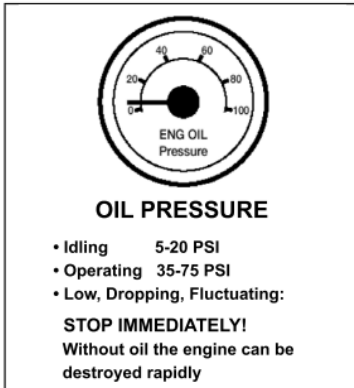 40 60
20 80
0 100
ENG OIL
Pressure
OIL PRESSURE
• Idling 5-20 PSI
• Operating 35-75 PSI
• Low, Dropping, Fluctuating:
STOP IMMEDIATELY!
Without oil the engine can be
destroyed rapidly